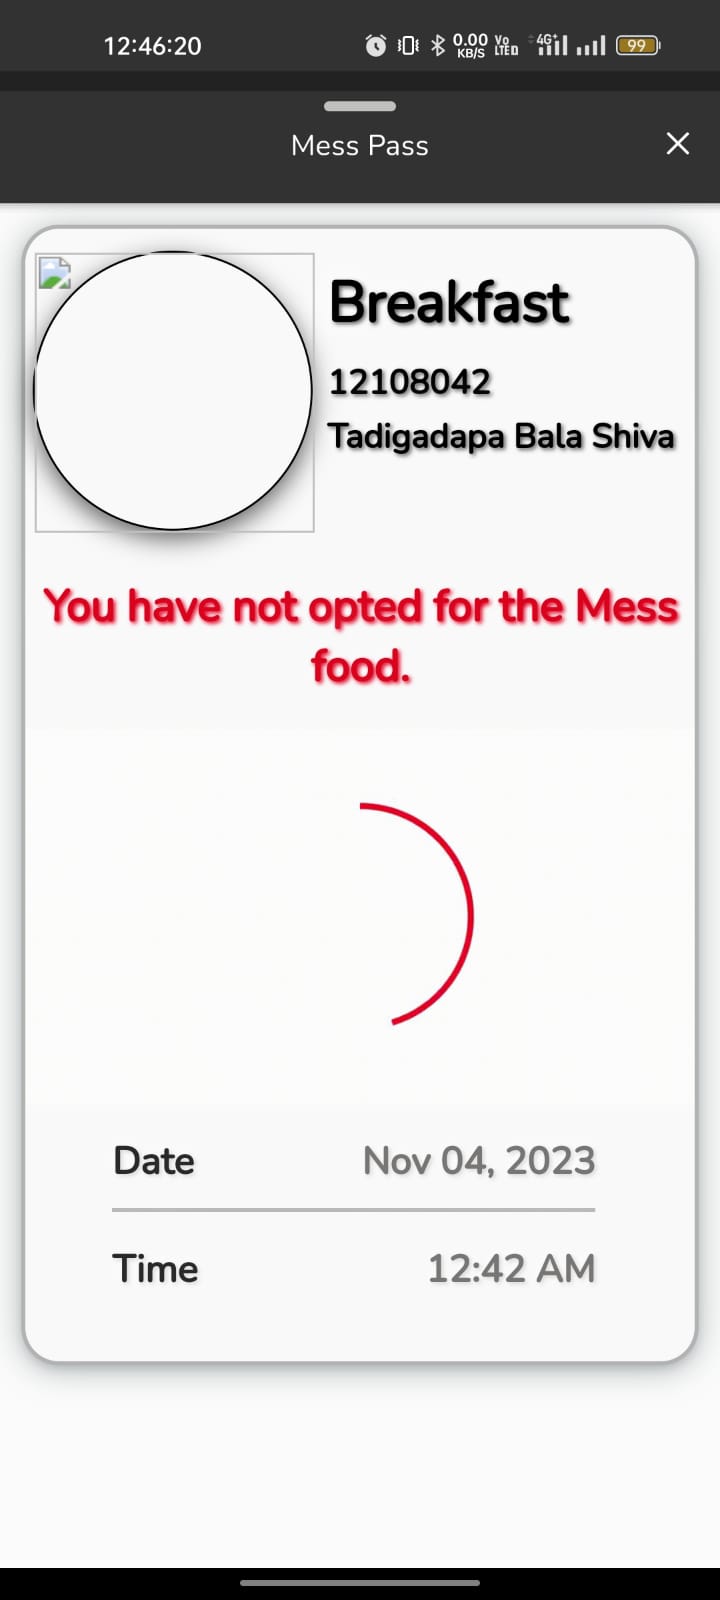 12:46:20
0.00 KB/S
Vo LTE D
4G+
99
Mess Pass
Breakfast
12108042
Tadigadapa Bala Shiva
You have not opted for the Mess
food.
Date Nov 04, 2023
Time 12:42 AM